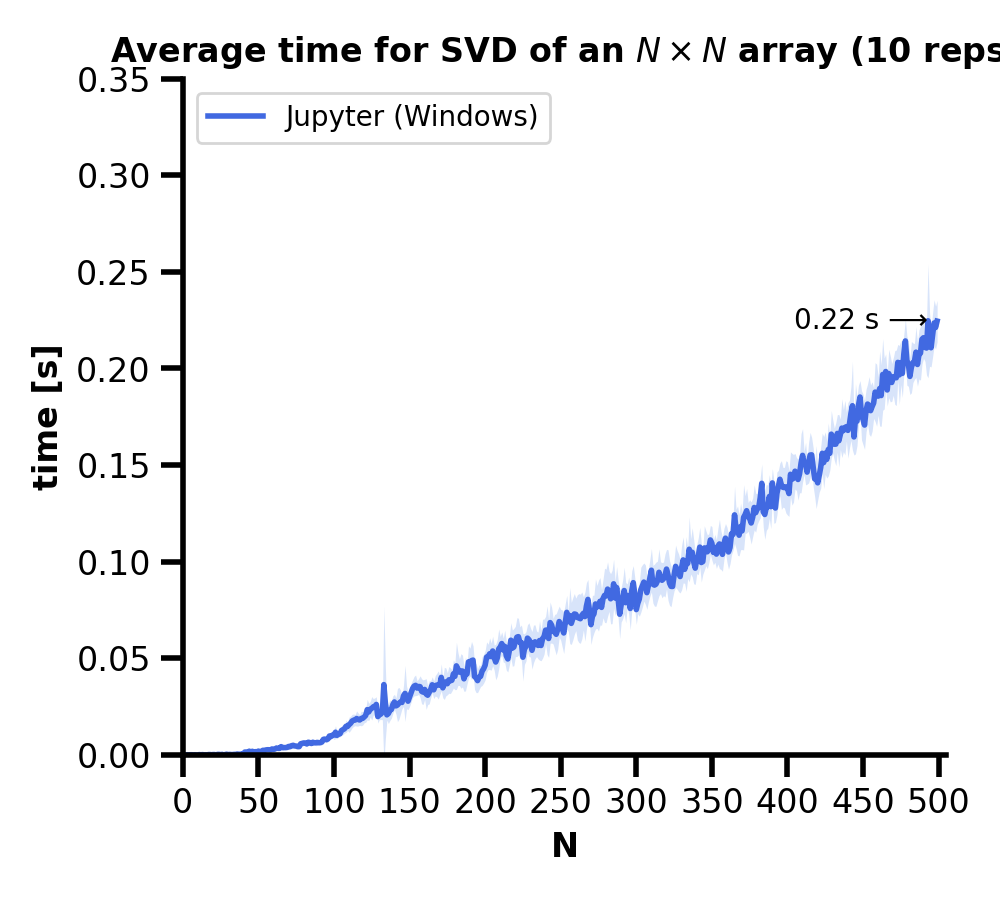 Average time for SVD of an N × N array (10 reps
0.35
Jupyter (Windows)
0.30
0.25
0.22 s
0.20
0.15
0.10
0.05
0.00
time [s]
0 50 100 150 200 250 300 350 400 450 500
N